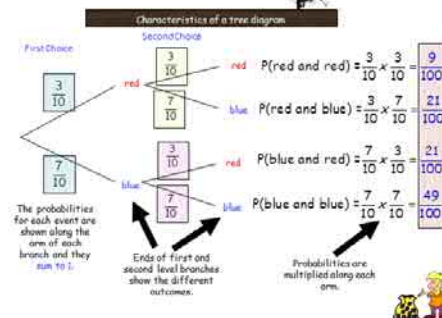 Characteristics of a tree diagram
First Choice
Second Choice
3/10
7/10
red
blue
3/10
7/10
3/10
7/10
red P(red and red) = 3/10 x 3/10 = 9/100
blue P(red and blue) = 3/10 x 7/10 = 21/100
red P(blue and red) = 7/10 x 3/10 = 21/100
blue P(blue and blue) = 7/10 x 7/10 = 49/100
The probabilities
for each event are
shown along the
arm of each
branch and they
sum to 1.
Ends of first and
second level branches
show the different
outcomes.
Probabilities are
multiplied along each
arm.